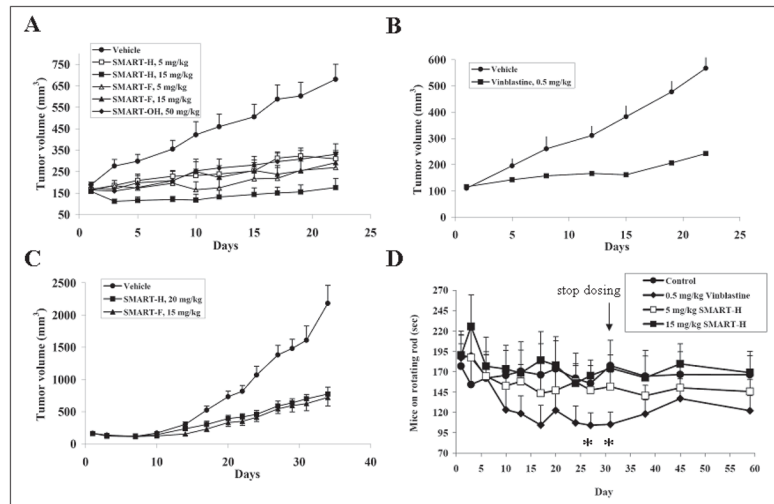 A
Vehicle
SMART-H, 5 mg/kg
SMART-H, 15 mg/kg
SMART-F, 5 mg/kg
SMART-F, 15 mg/kg
SMART-OH, 50 mg/kg
Tumor volume (mm³)
750
650
550
450
350
250
150
50
0 5 10 15 20 25
Days
B
Vehicle
Vinblastine, 0.5 mg/kg
Tumor volume (mm³)
600
500
400
300
200
100
0
0 5 10 15 20 25
Days
C
Vehicle
SMART-H, 20 mg/kg
SMART-F, 15 mg/kg
Tumor volume (mm³)
2500
2000
1500
1000
500
0
0 10 20 30 40
Days
D
stop dosing
Control
0.5 mg/kg Vinblastine
5 mg/kg SMART-H
15 mg/kg SMART-H
Mice on rotating rod (sec)
270
250
230
210
190
170
150
130
110
90
70
* *
0 5 10 15 20 25 30 35 40 45 50 55 60
Day